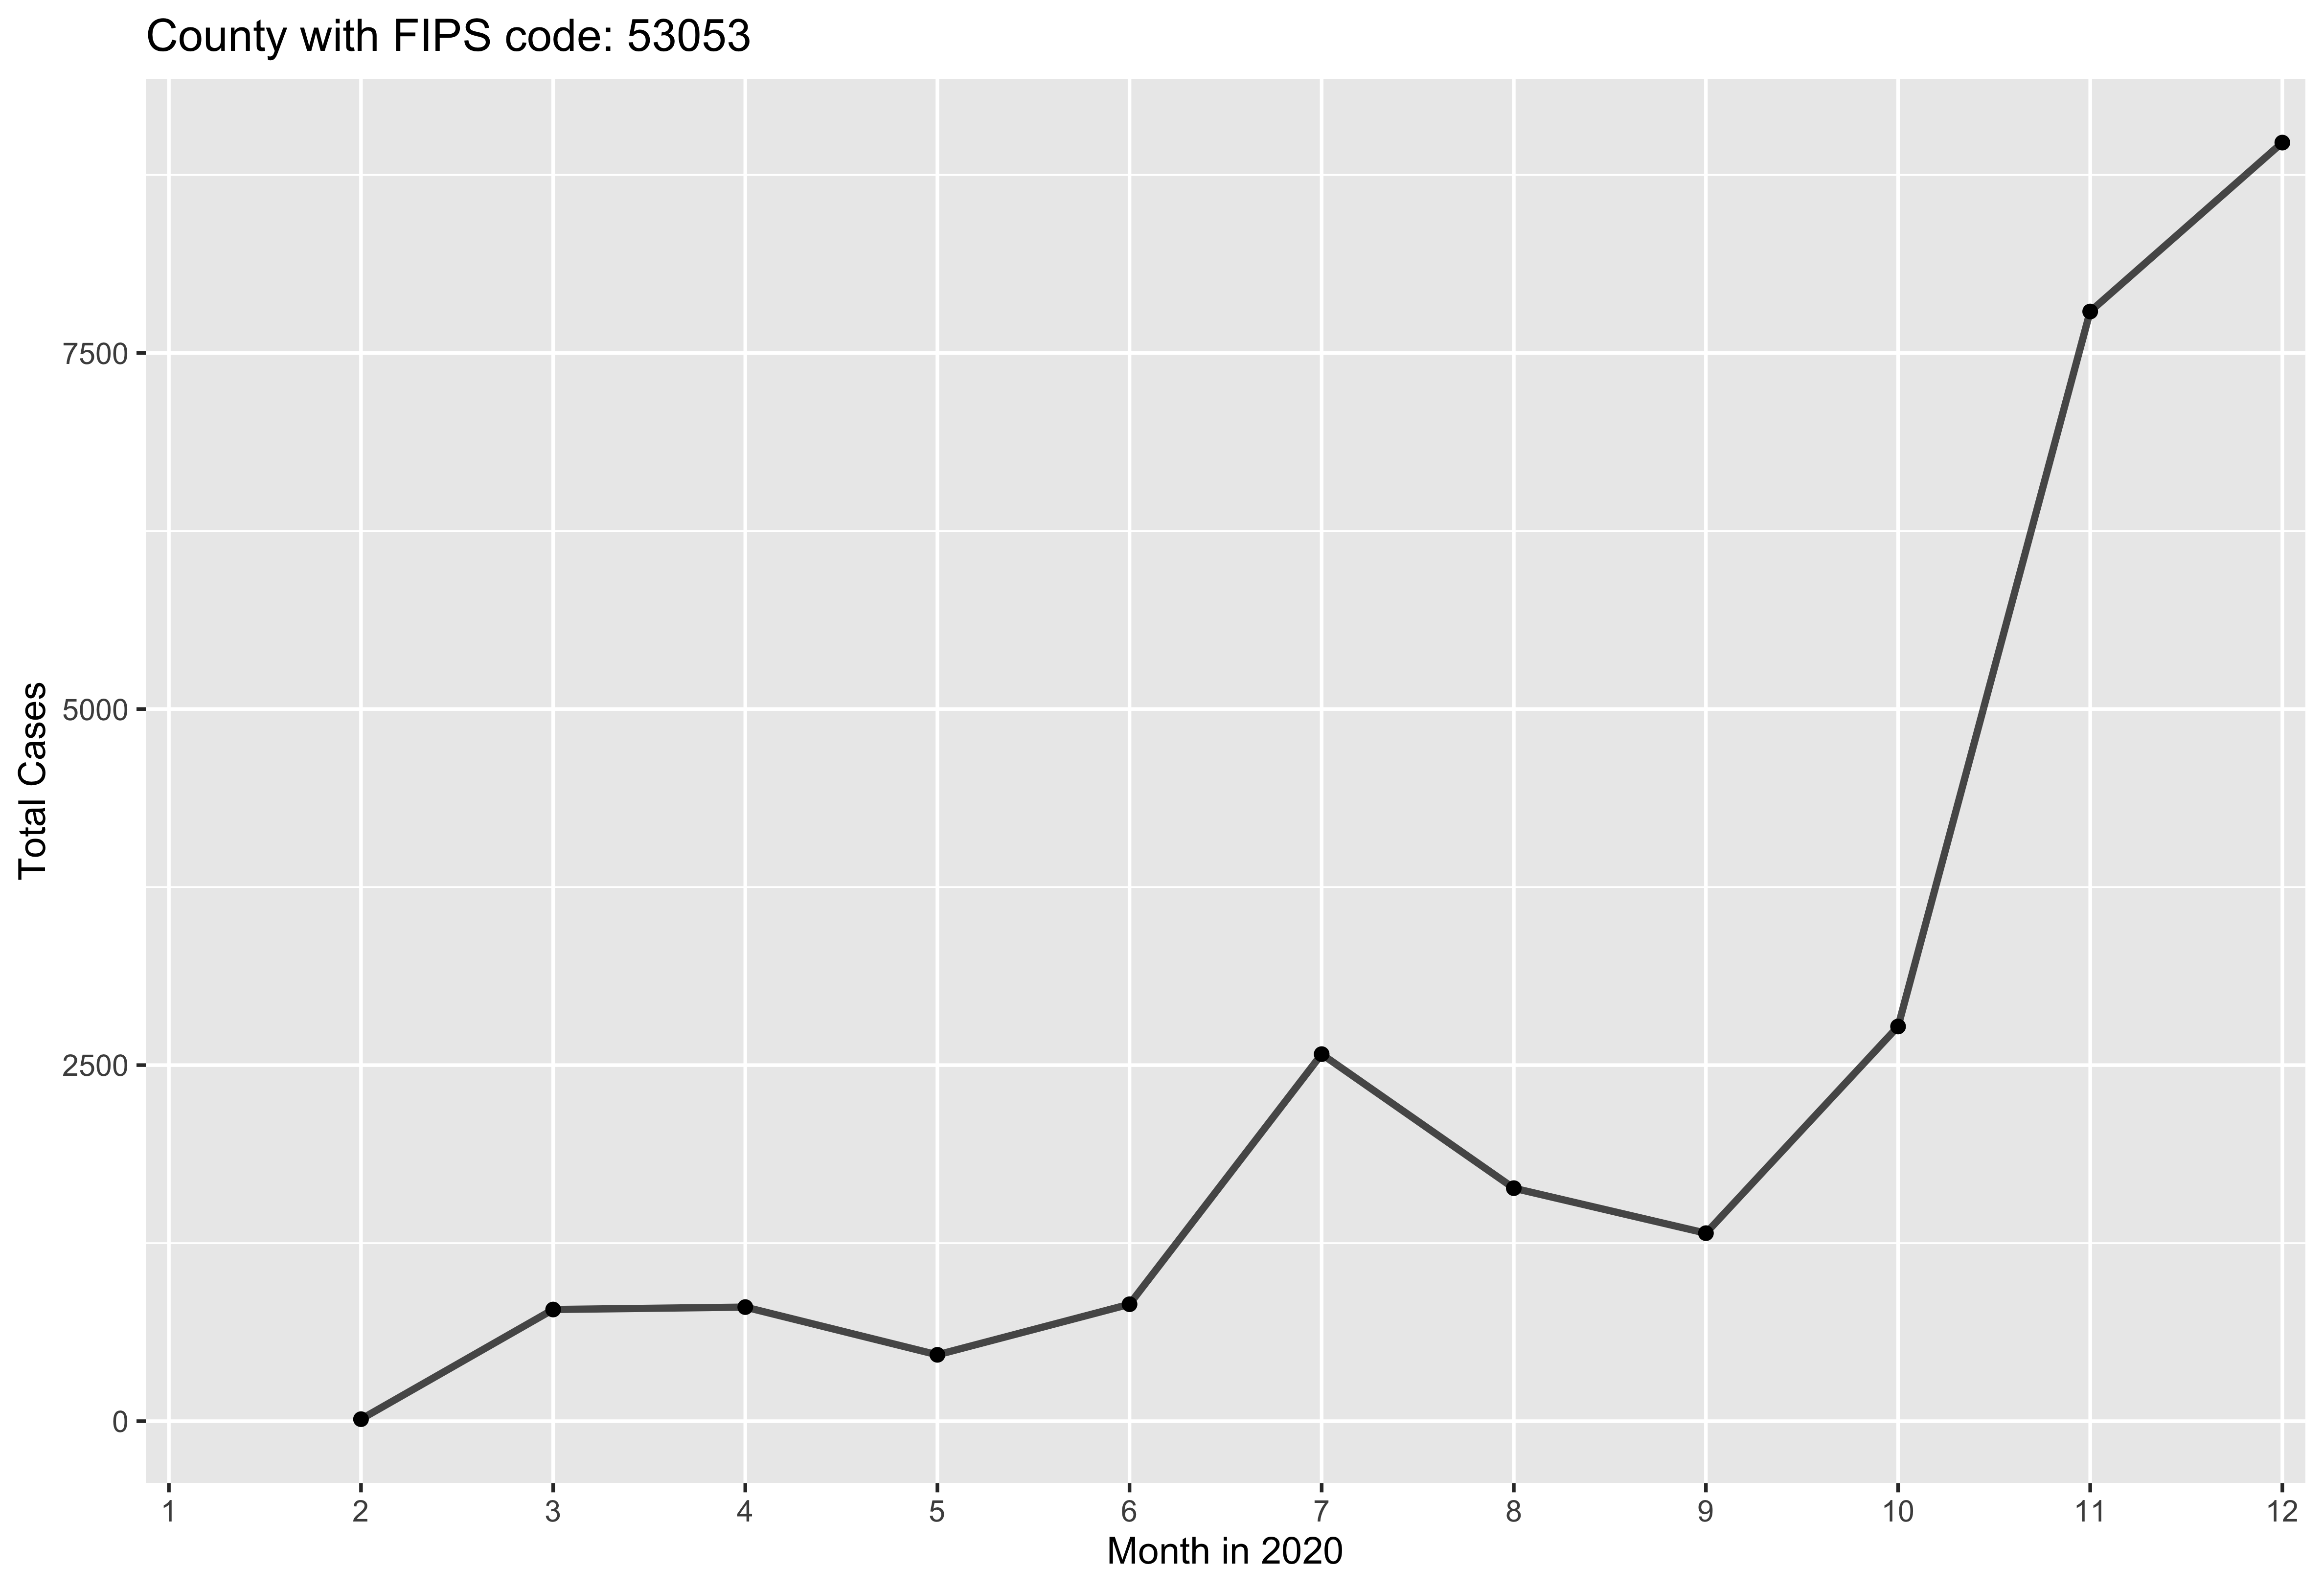 County with FIPS code: 53053
Total Cases
7500
5000
2500
0
1 2 3 4 5 6 7 8 9 10 11 12
Month in 2020